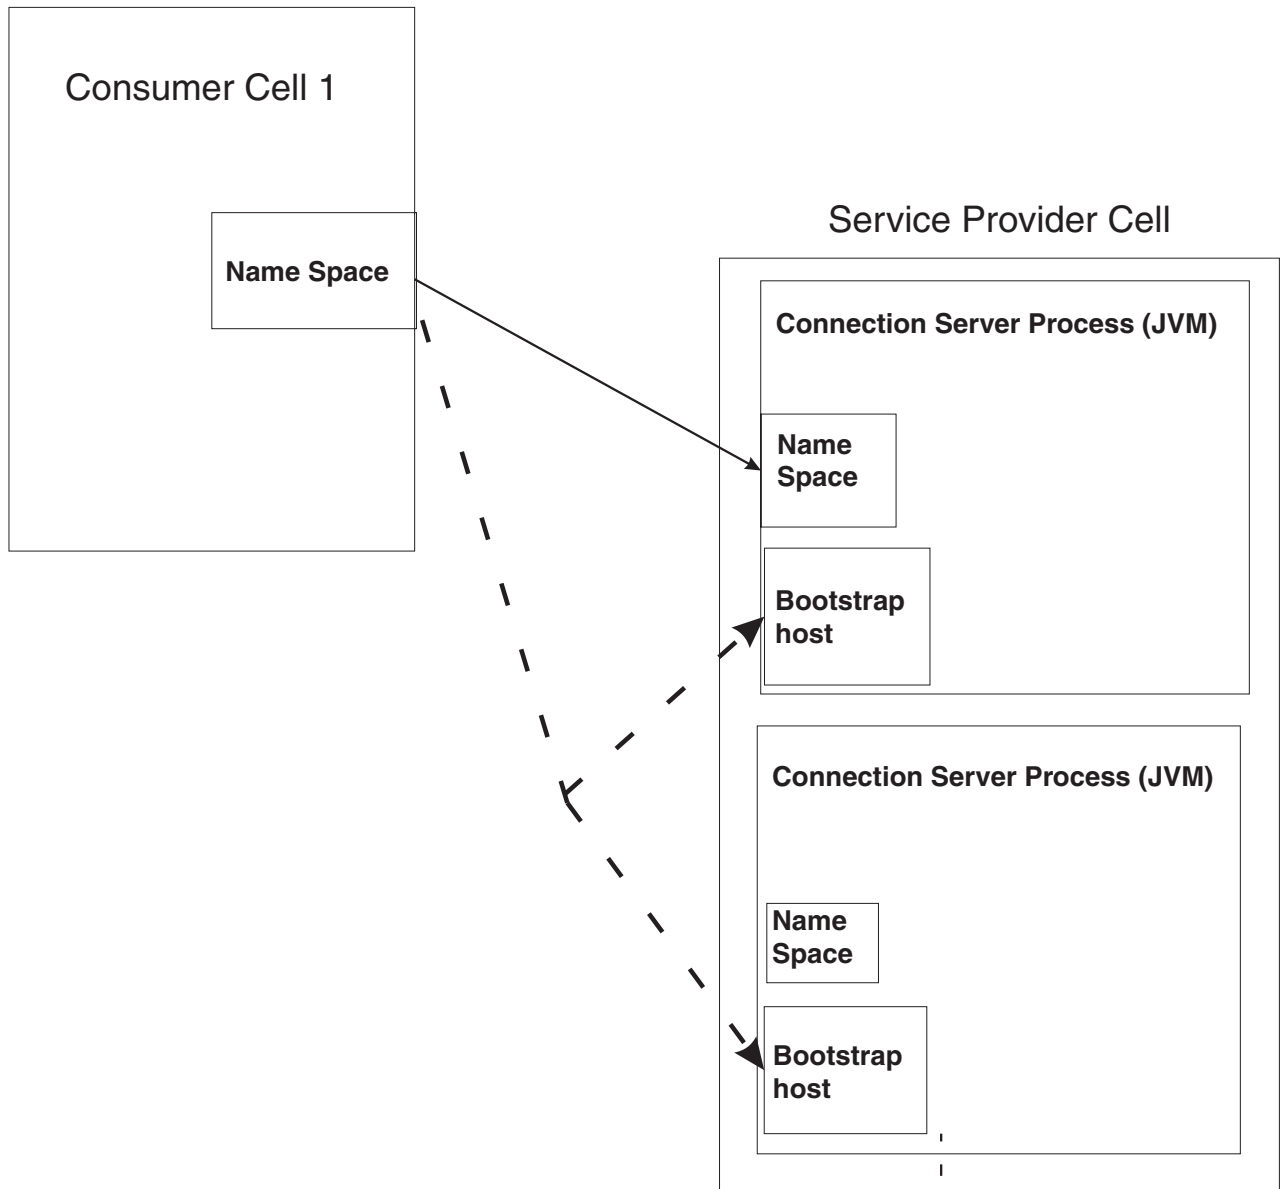 Consumer Cell 1
Name Space
Service Provider Cell
Connection Server Process (JVM)
Name
Space
Bootstrap
host
Connection Server Process (JVM)
Name
Space
Bootstrap
host